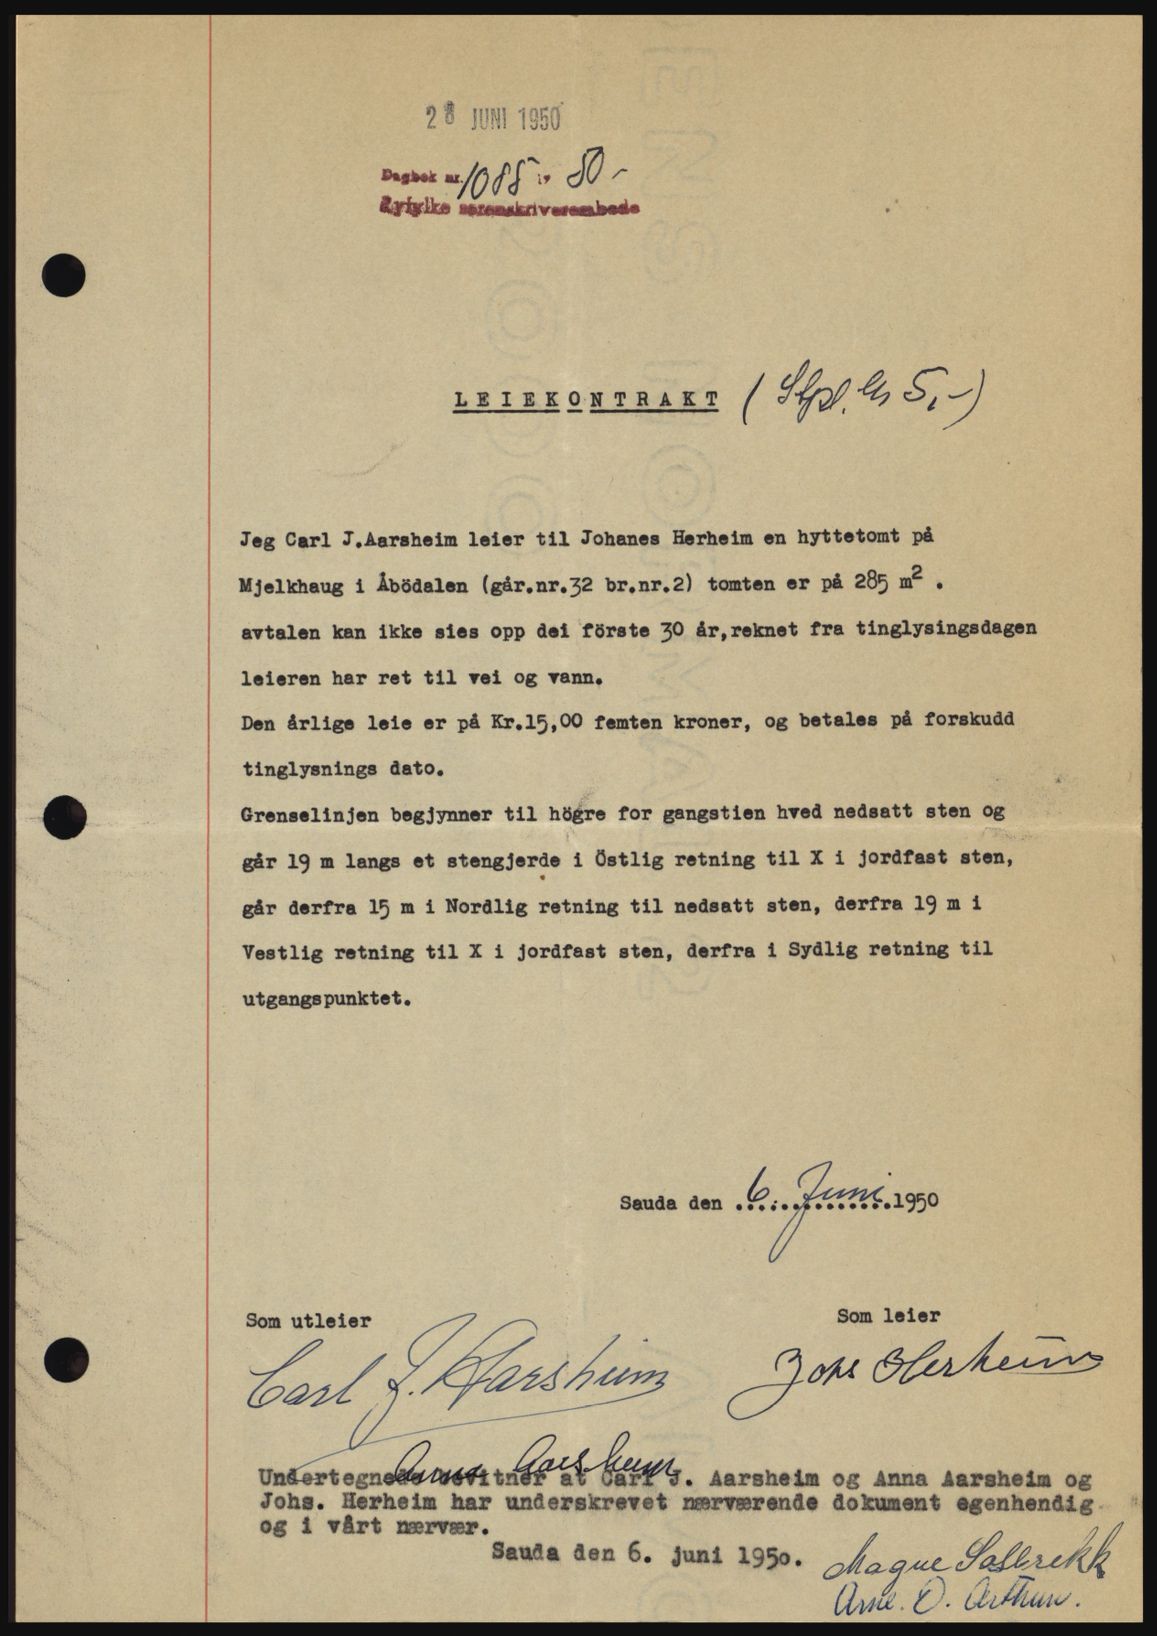 28 JUNI 1950
Dagbok nr. 1085 19 50-
Ryfylke sorenskriverembede
LEIEKONTRAKT (Stpl. kr 5,-)
Jeg Carl J.Aarsheim leier til Johanes Herheim en hyttetomt på
Mjelkhaug i Åbödalen (går.nr.32 br.nr.2) tomten er på 285 m² .
avtalen kan ikke sies opp dei förste 30 år,reknet fra tinglysingsdagen
leieren har ret til vei og vann.
Den årlige leie er på Kr.15,00 femten kroner, og betales på forskudd
tinglysnings dato.
Grenselinjen begjynner til högre for gangstien hved nedsatt sten og
går 19 m langs et stengjerde i Östlig retning til X i jordfast sten,
går derfra 15 m i Nordlig retning til nedsatt sten, derfra 19 m i
Vestlig retning til X i jordfast sten, derfra i Sydlig retning til
utgangspunktet.
Sauda den 6. Juni 1950
Som utleier
Som leier
Carl J. Aarsheim
Johs Herheim
Anna Aarsheim
Undertegnede bevitner at Carl J. Aarsheim og Anna Aarsheim og
Johs. Herheim har underskrevet nærværende dokument egenhendig
og i vårt nærvær.
Sauda den 6. juni 1950.
Magne Solbrekk
Arne. O. Arthun.